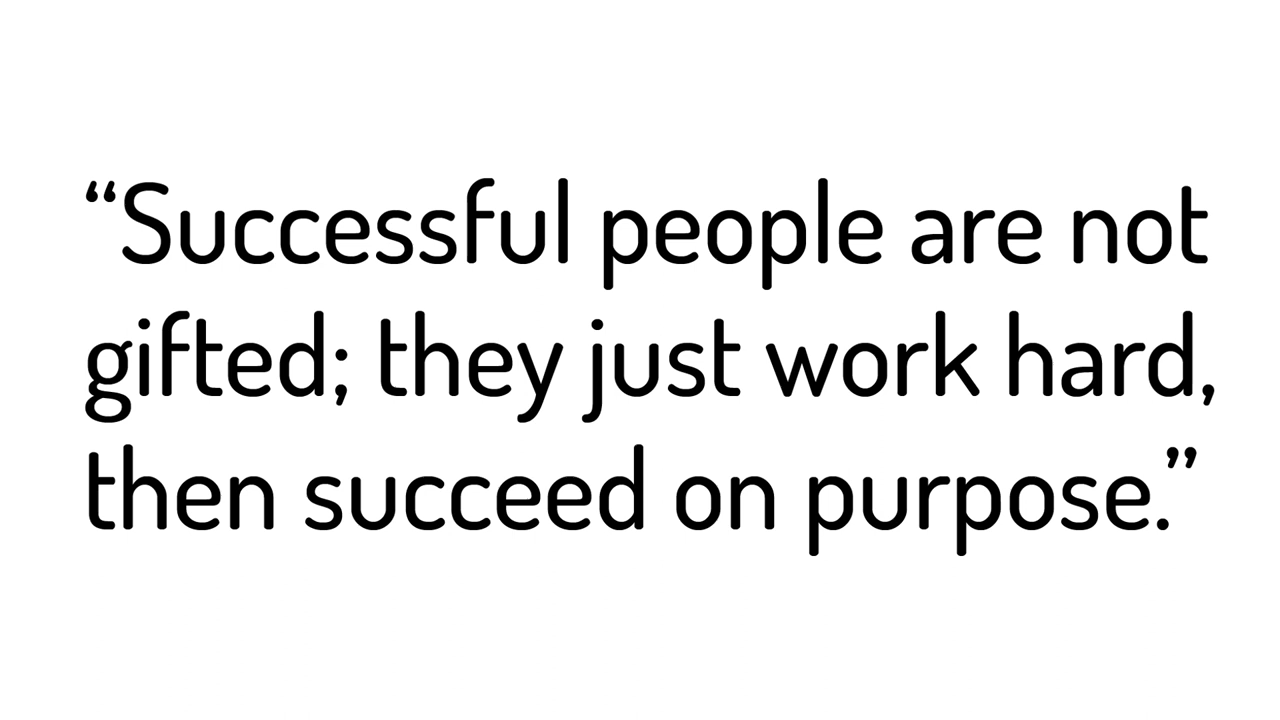 “Successful people are not
gifted; they just work hard,
then succeed on purpose.”